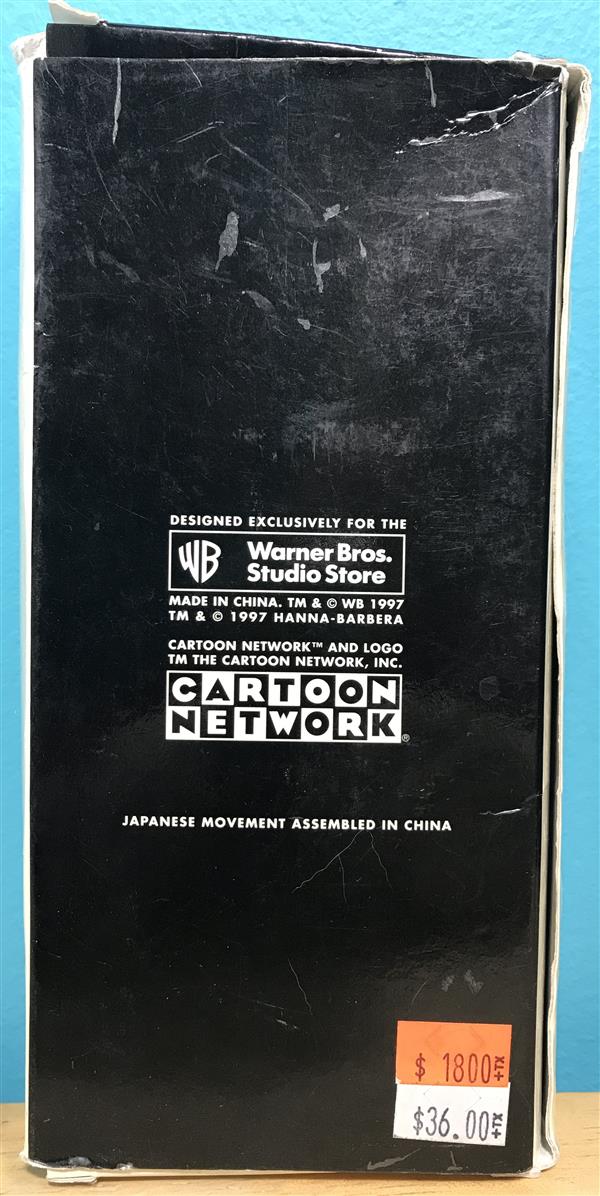 DESIGNED EXCLUSIVELY FOR THE
WB Warner Bros.
Studio Store
MADE IN CHINA. TM & © WB 1997
TM & © 1997 HANNA-BARBERA
CARTOON NETWORK™ AND LOGO
TM THE CARTOON NETWORK, INC.
CARTOON
NETWORK®
JAPANESE MOVEMENT ASSEMBLED IN CHINA
$ 1800 +TX
$36.00 +TX